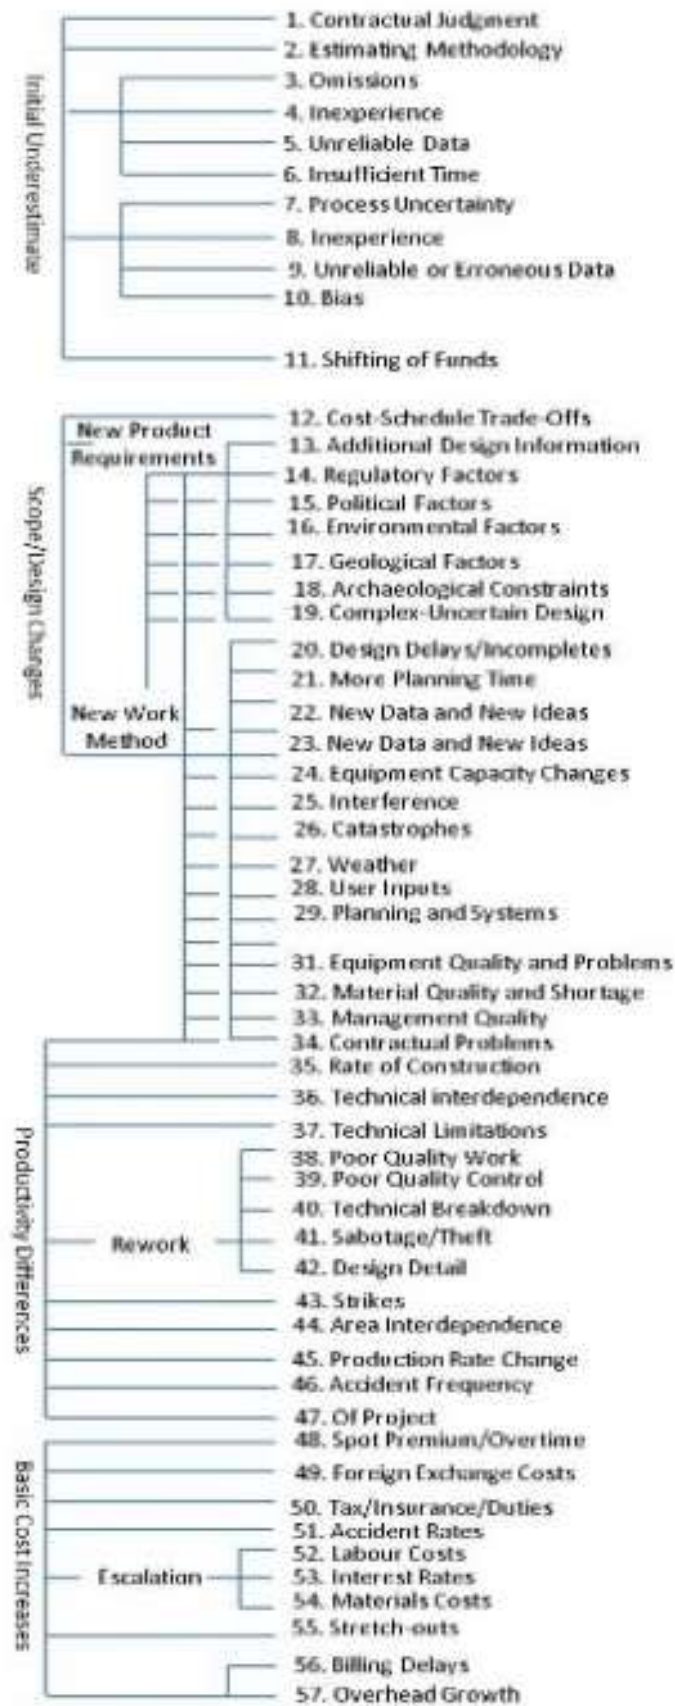 Initial Underestimate
1. Contractual Judgment
2. Estimating Methodology
3. Omissions
4. Inexperience
5. Unreliable Data
6. Insufficient Time
7. Process Uncertainty
8. Inexperience
9. Unreliable or Erroneous Data
10. Bias
11. Shifting of Funds
Scope/Design Changes
New Product
Requirements
12. Cost-Schedule Trade-Offs
13. Additional Design Information
14. Regulatory Factors
15. Political Factors
16. Environmental Factors
17. Geological Factors
18. Archaeological Constraints
19. Complex-Uncertain Design
20. Design Delays/Incompletes
21. More Planning Time
New Work
Method
22. New Data and New Ideas
23. New Data and New Ideas
24. Equipment Capacity Changes
25. Interference
26. Catastrophes
27. Weather
28. User Inputs
29. Planning and Systems
31. Equipment Quality and Problems
32. Material Quality and Shortage
33. Management Quality
34. Contractual Problems
Productivity Differences
35. Rate of Construction
36. Technical interdependence
37. Technical Limitations
Rework
38. Poor Quality Work
39. Poor Quality Control
40. Technical Breakdown
41. Sabotage/Theft
42. Design Detail
43. Strikes
44. Area Interdependence
45. Production Rate Change
46. Accident Frequency
47. Of Project
Basic Cost Increases
48. Spot Premium/Overtime
49. Foreign Exchange Costs
50. Tax/Insurance/Duties
51. Accident Rates
Escalation
52. Labour Costs
53. Interest Rates
54. Materials Costs
55. Stretch-outs
56. Billing Delays
57. Overhead Growth